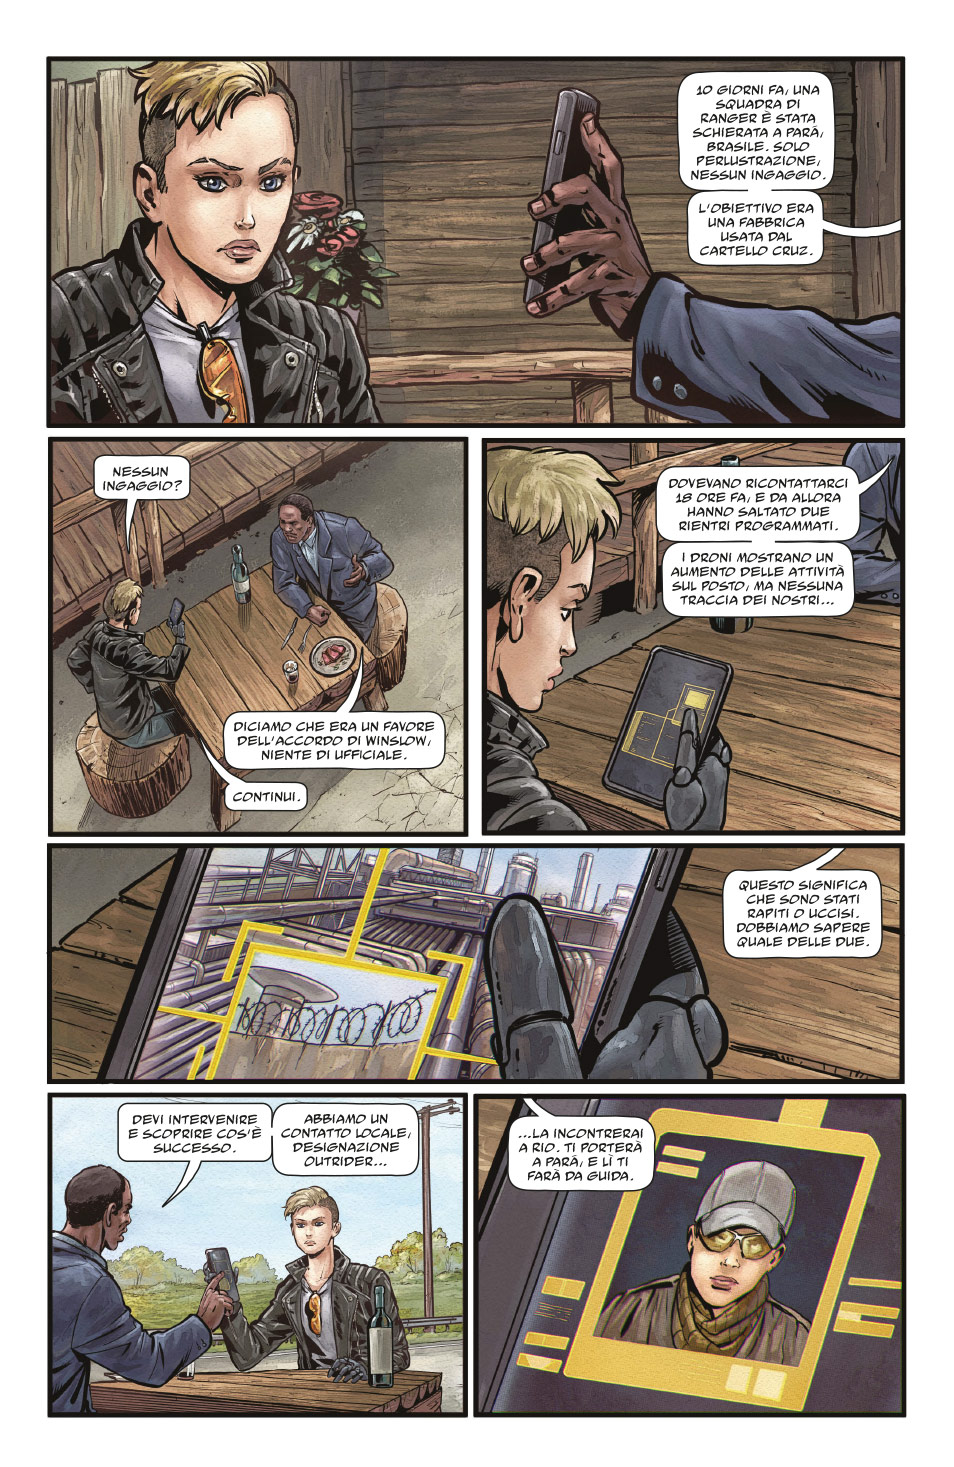 10 GIORNI FA, UNA
SQUADRA DI
RANGER È STATA
SCHIERATA A PARÁ,
BRASILE. SOLO
PERLUSTRAZIONE,
NESSUN INGAGGIO.
L'OBIETTIVO ERA
UNA FABBRICA
USATA DAL
CARTELLO CRUZ.
NESSUN
INGAGGIO?
DICIAMO CHE ERA UN FAVORE
DELL'ACCORDO DI WINSLOW,
NIENTE DI UFFICIALE.
CONTINUI.
DOVEVANO RICONTATTARCI
18 ORE FA, E DA ALLORA
HANNO SALTATO DUE
RIENTRI PROGRAMMATI.
I DRONI MOSTRANO UN
AUMENTO DELLE ATTIVITÀ
SUL POSTO, MA NESSUNA
TRACCIA DEI NOSTRI...
QUESTO SIGNIFICA
CHE SONO STATI
RAPITI O UCCISI.
DOBBIAMO SAPERE
QUALE DELLE DUE.
DEVI INTERVENIRE
E SCOPRIRE COS'È
SUCCESSO.
ABBIAMO UN
CONTATTO LOCALE,
DESIGNAZIONE
OUTRIDER...
...LA INCONTRERAI
A RIO. TI PORTERÀ
A PARÁ, E LÌ TI
FARÀ DA GUIDA.